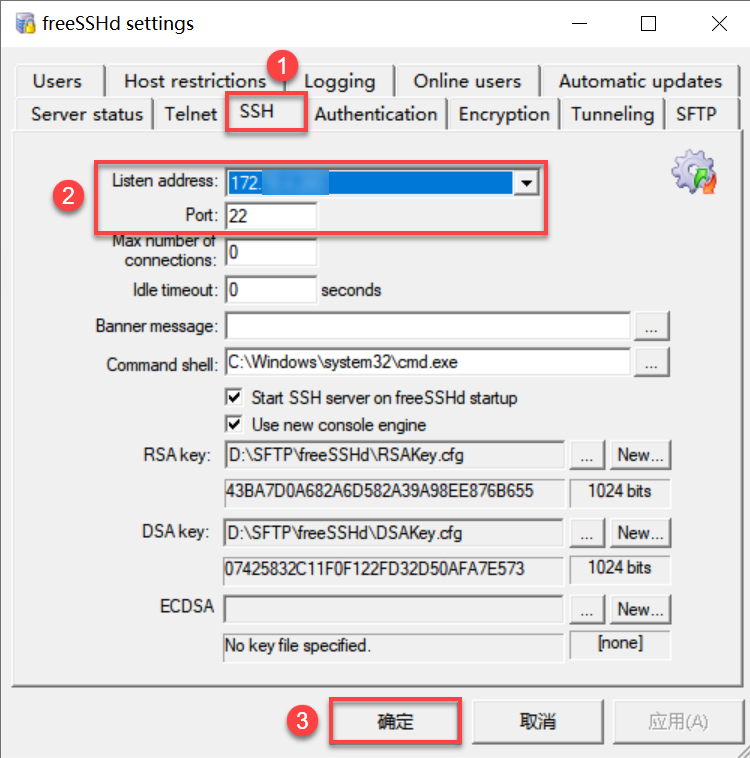 freeSSHd settings
1
Users Host restrictions Logging Online users Automatic updates
Server status Telnet SSH Authentication Encryption Tunneling SFTP
2
Listen address: 172.
Port: 22
Max number of
connections: 0
Idle timeout: 0 seconds
Banner message: ...
Command shell: C:\Windows\system32\cmd.exe ...
Start SSH server on freeSSHd startup
Use new console engine
RSA key: D:\SFTP\freeSSHd\RSAKey.cfg ... New...
43BA7D0A682A6D582A39A98EE876B655 1024 bits
DSA key: D:\SFTP\freeSSHd\DSAKey.cfg ... New...
07425832C11F0F122FD32D50AFA7E573 1024 bits
ECDSA ... New...
No key file specified. [none]
3 确定 取消 应用(A)